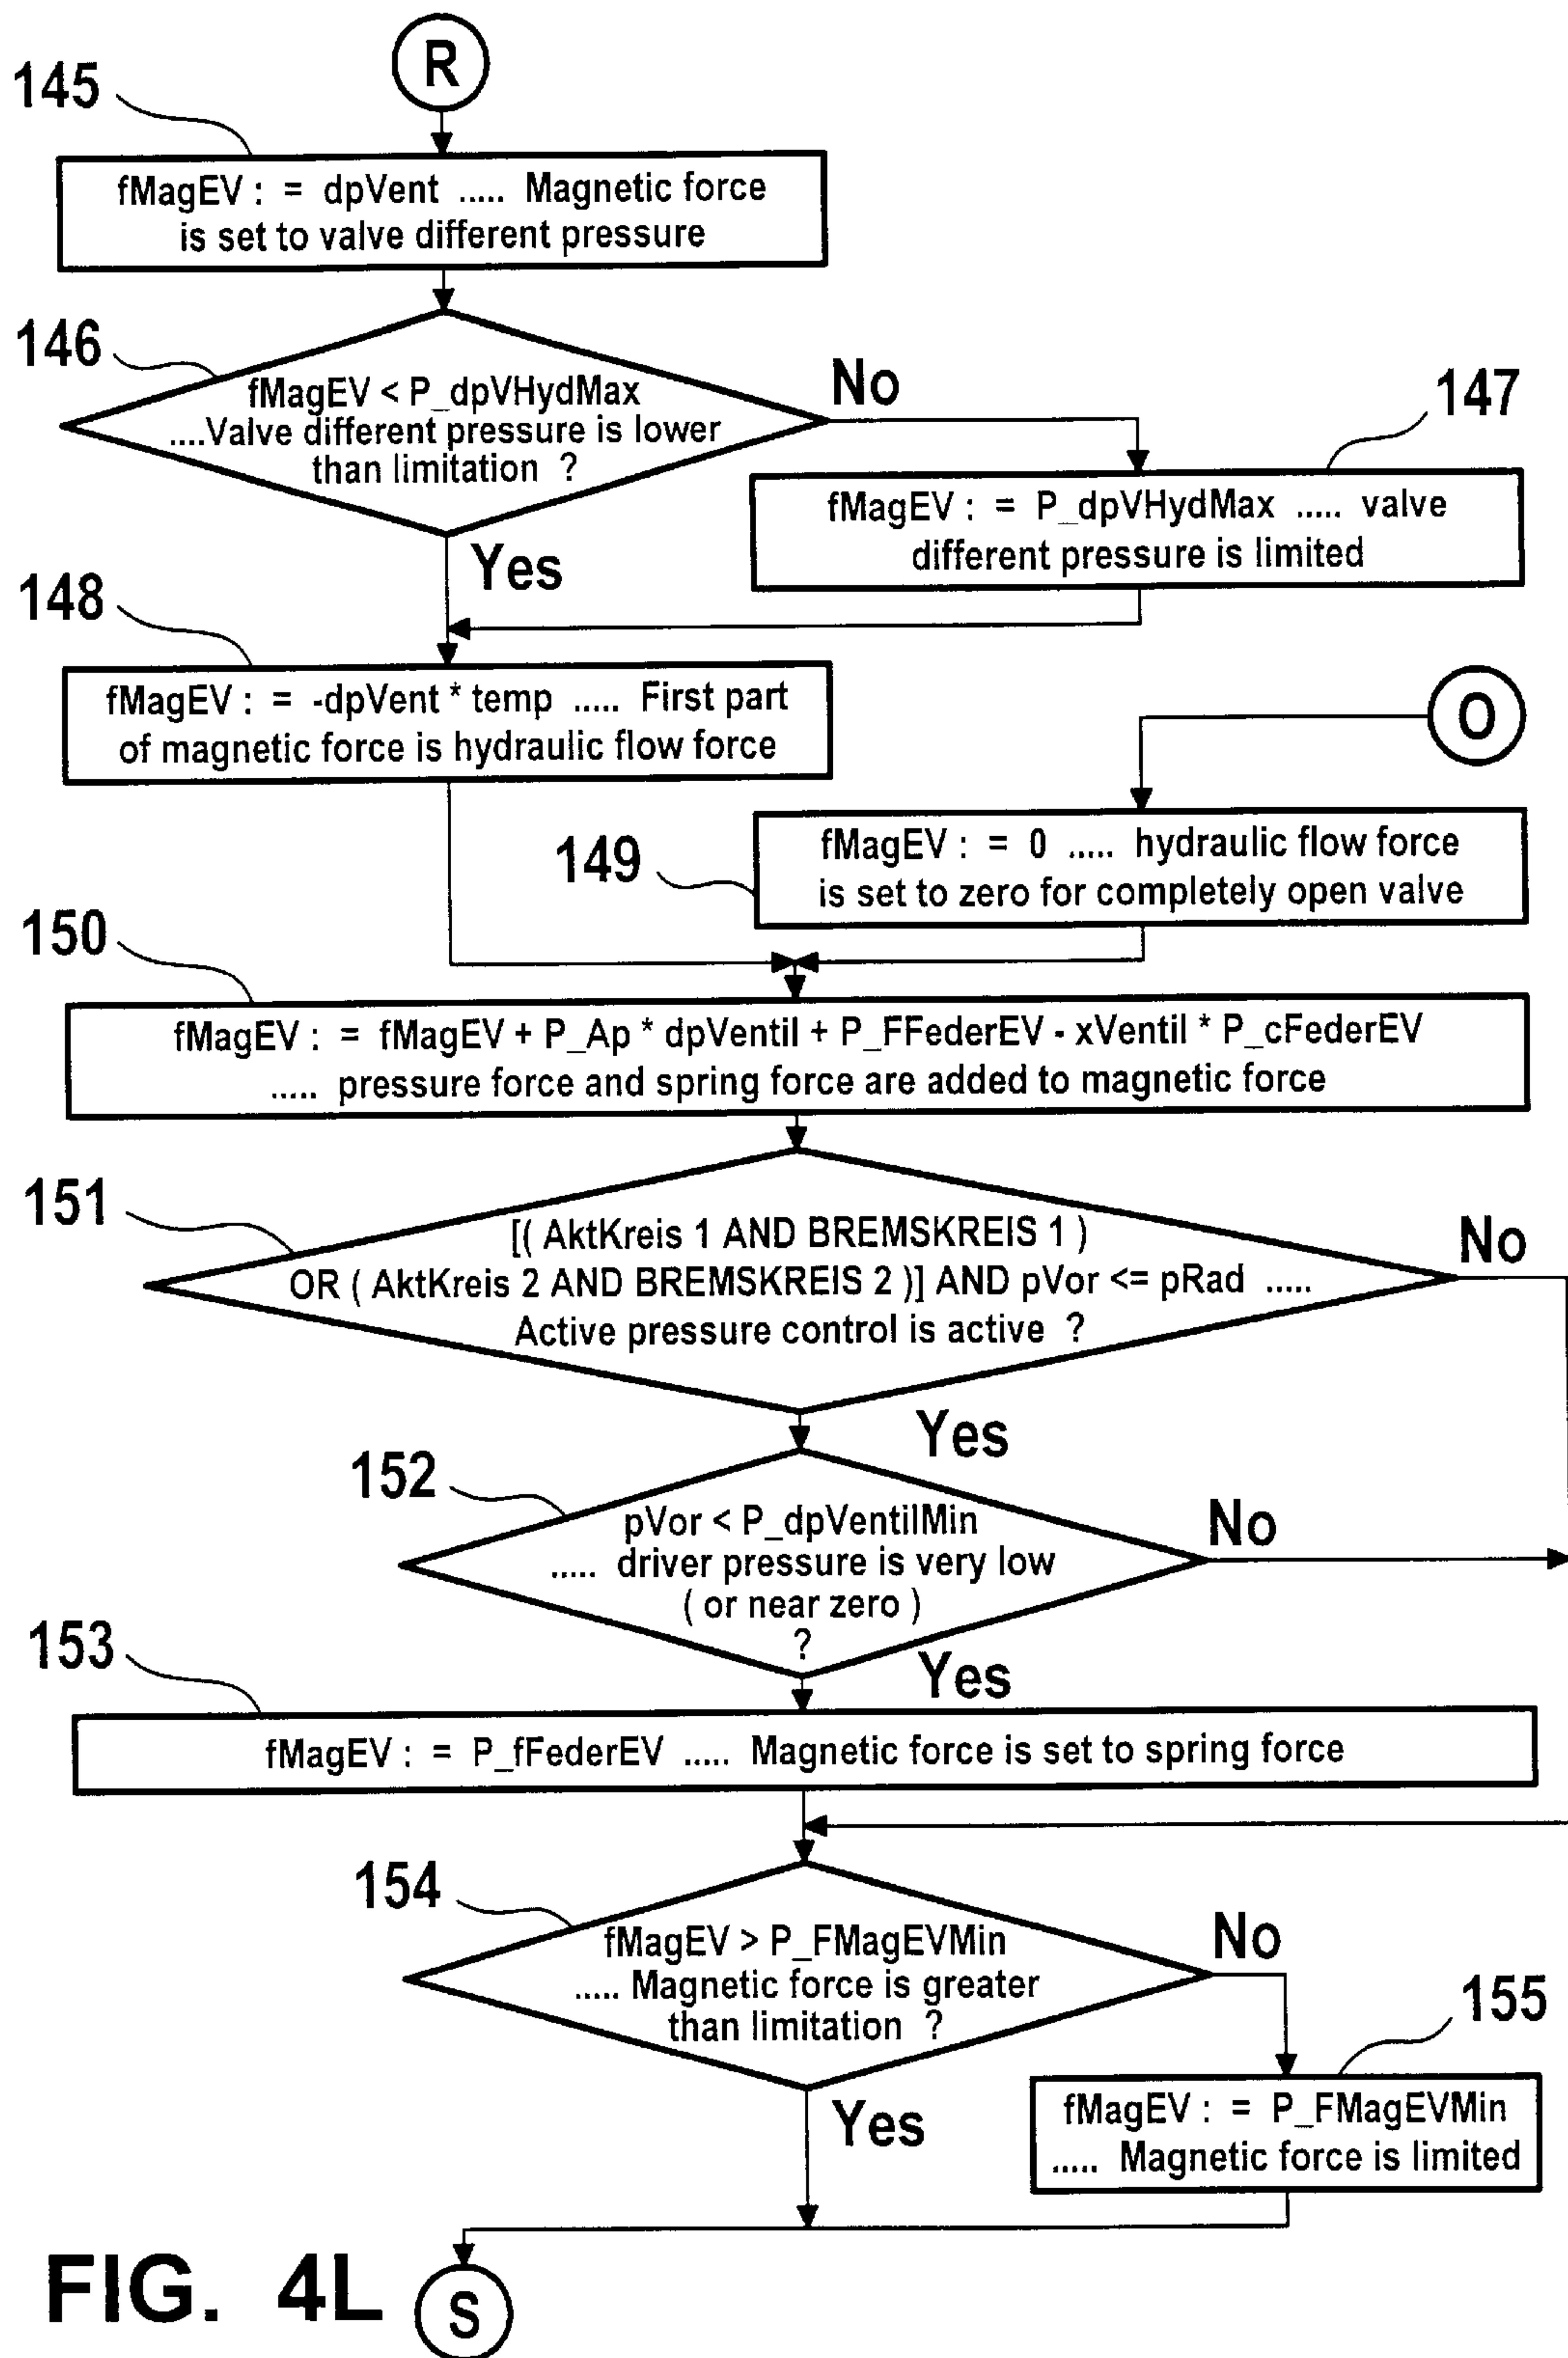 R
145
fMagEV : = dpVent ..... Magnetic force
is set to valve different pressure
146
fMagEV < P_dpVHydMax
....Valve different pressure is lower
than limitation ?
No
147
fMagEV : = P_dpVHydMax ..... valve
different pressure is limited
Yes
148
fMagEV : = -dpVent * temp ..... First part
of magnetic force is hydraulic flow force
O
149
fMagEV : = 0 ..... hydraulic flow force
is set to zero for completely open valve
150
fMagEV : = fMagEV + P_Ap * dpVentil + P_FFederEV - xVentil * P_cFederEV
..... pressure force and spring force are added to magnetic force
151
[( AktKreis 1 AND BREMSKREIS 1 )
OR ( AktKreis 2 AND BREMSKREIS 2 )] AND pVor <= pRad .....
Active pressure control is active ?
No
Yes
152
pVor < P_dpVentilMin
..... driver pressure is very low
( or near zero )
?
No
Yes
153
fMagEV : = P_fFederEV ..... Magnetic force is set to spring force
154
fMagEV > P_FMagEVMin
..... Magnetic force is greater
than limitation ?
No
155
fMagEV : = P_FMagEVMin
..... Magnetic force is limited
Yes
FIG. 4L
S